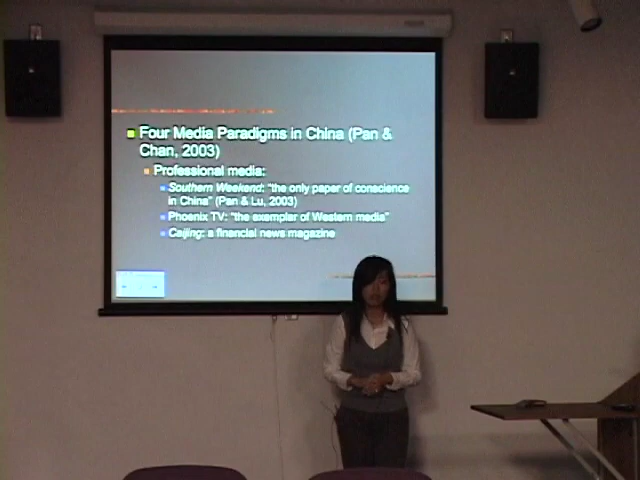 Four Media Paradigms in China (Pan &
Chan, 2003)
Professional media:
Southern Weekend: "the only paper of conscience
in China" (Pan & Lu, 2003)
Phoenix TV: "the exemplar of Western media"
Caijing: a financial news magazine